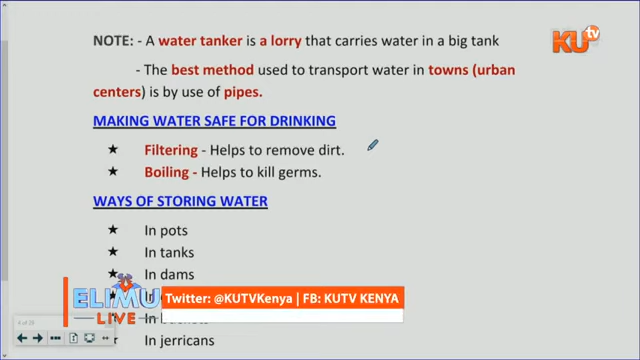 NOTE: - A water tanker is a lorry that carries water in a big tank
KU tv
- The best method used to transport water in towns (urban
centers) is by use of pipes.
MAKING WATER SAFE FOR DRINKING
★ Filtering - Helps to remove dirt.
★ Boiling - Helps to kill germs.
WAYS OF STORING WATER
★ In pots
★ In tanks
★ In dams
★ In
ELIMU
LIVE
Twitter: @KUTVKenya | FB: KUTV KENYA
In
★ In jerricans